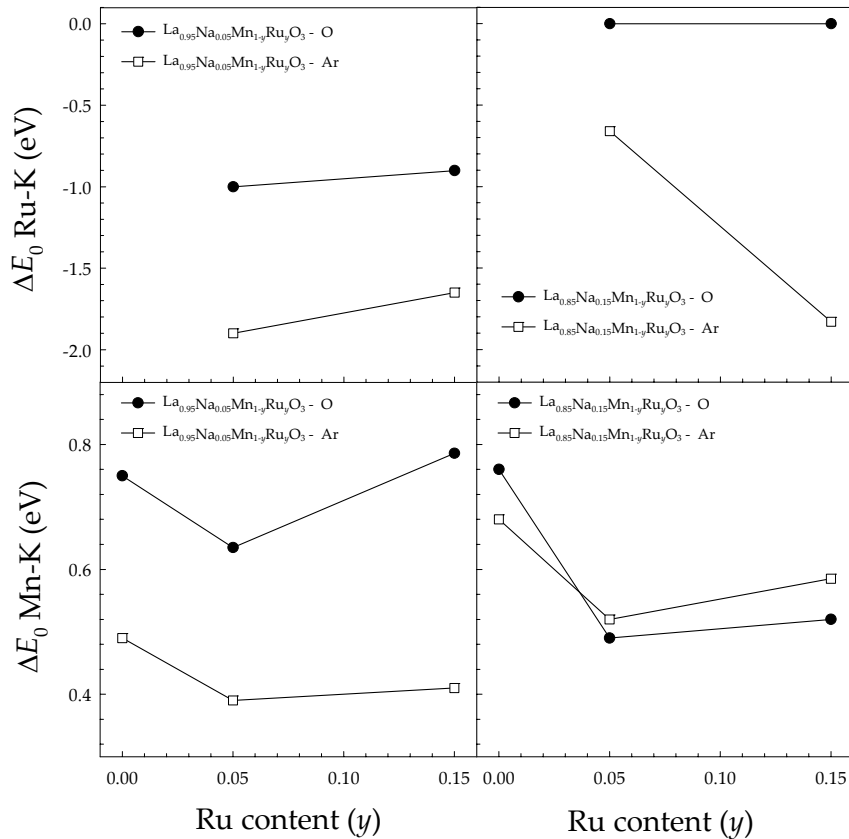 ΔE₀ Ru-K (eV)
0.0
-0.5
-1.0
-1.5
-2.0
La₀.₉₅Na₀.₀₅Mn₁₋yRuyO₃ - O
La₀.₉₅Na₀.₀₅Mn₁₋yRuyO₃ - Ar
La₀.₈₅Na₀.₁₅Mn₁₋yRuyO₃ - O
La₀.₈₅Na₀.₁₅Mn₁₋yRuyO₃ - Ar
ΔE₀ Mn-K (eV)
0.8
0.6
0.4
La₀.₉₅Na₀.₀₅Mn₁₋yRuyO₃ - O
La₀.₉₅Na₀.₀₅Mn₁₋yRuyO₃ - Ar
La₀.₈₅Na₀.₁₅Mn₁₋yRuyO₃ - O
La₀.₈₅Na₀.₁₅Mn₁₋yRuyO₃ - Ar
0.00 0.05 0.10 0.15
0.00 0.05 0.10 0.15
Ru content (y)
Ru content (y)